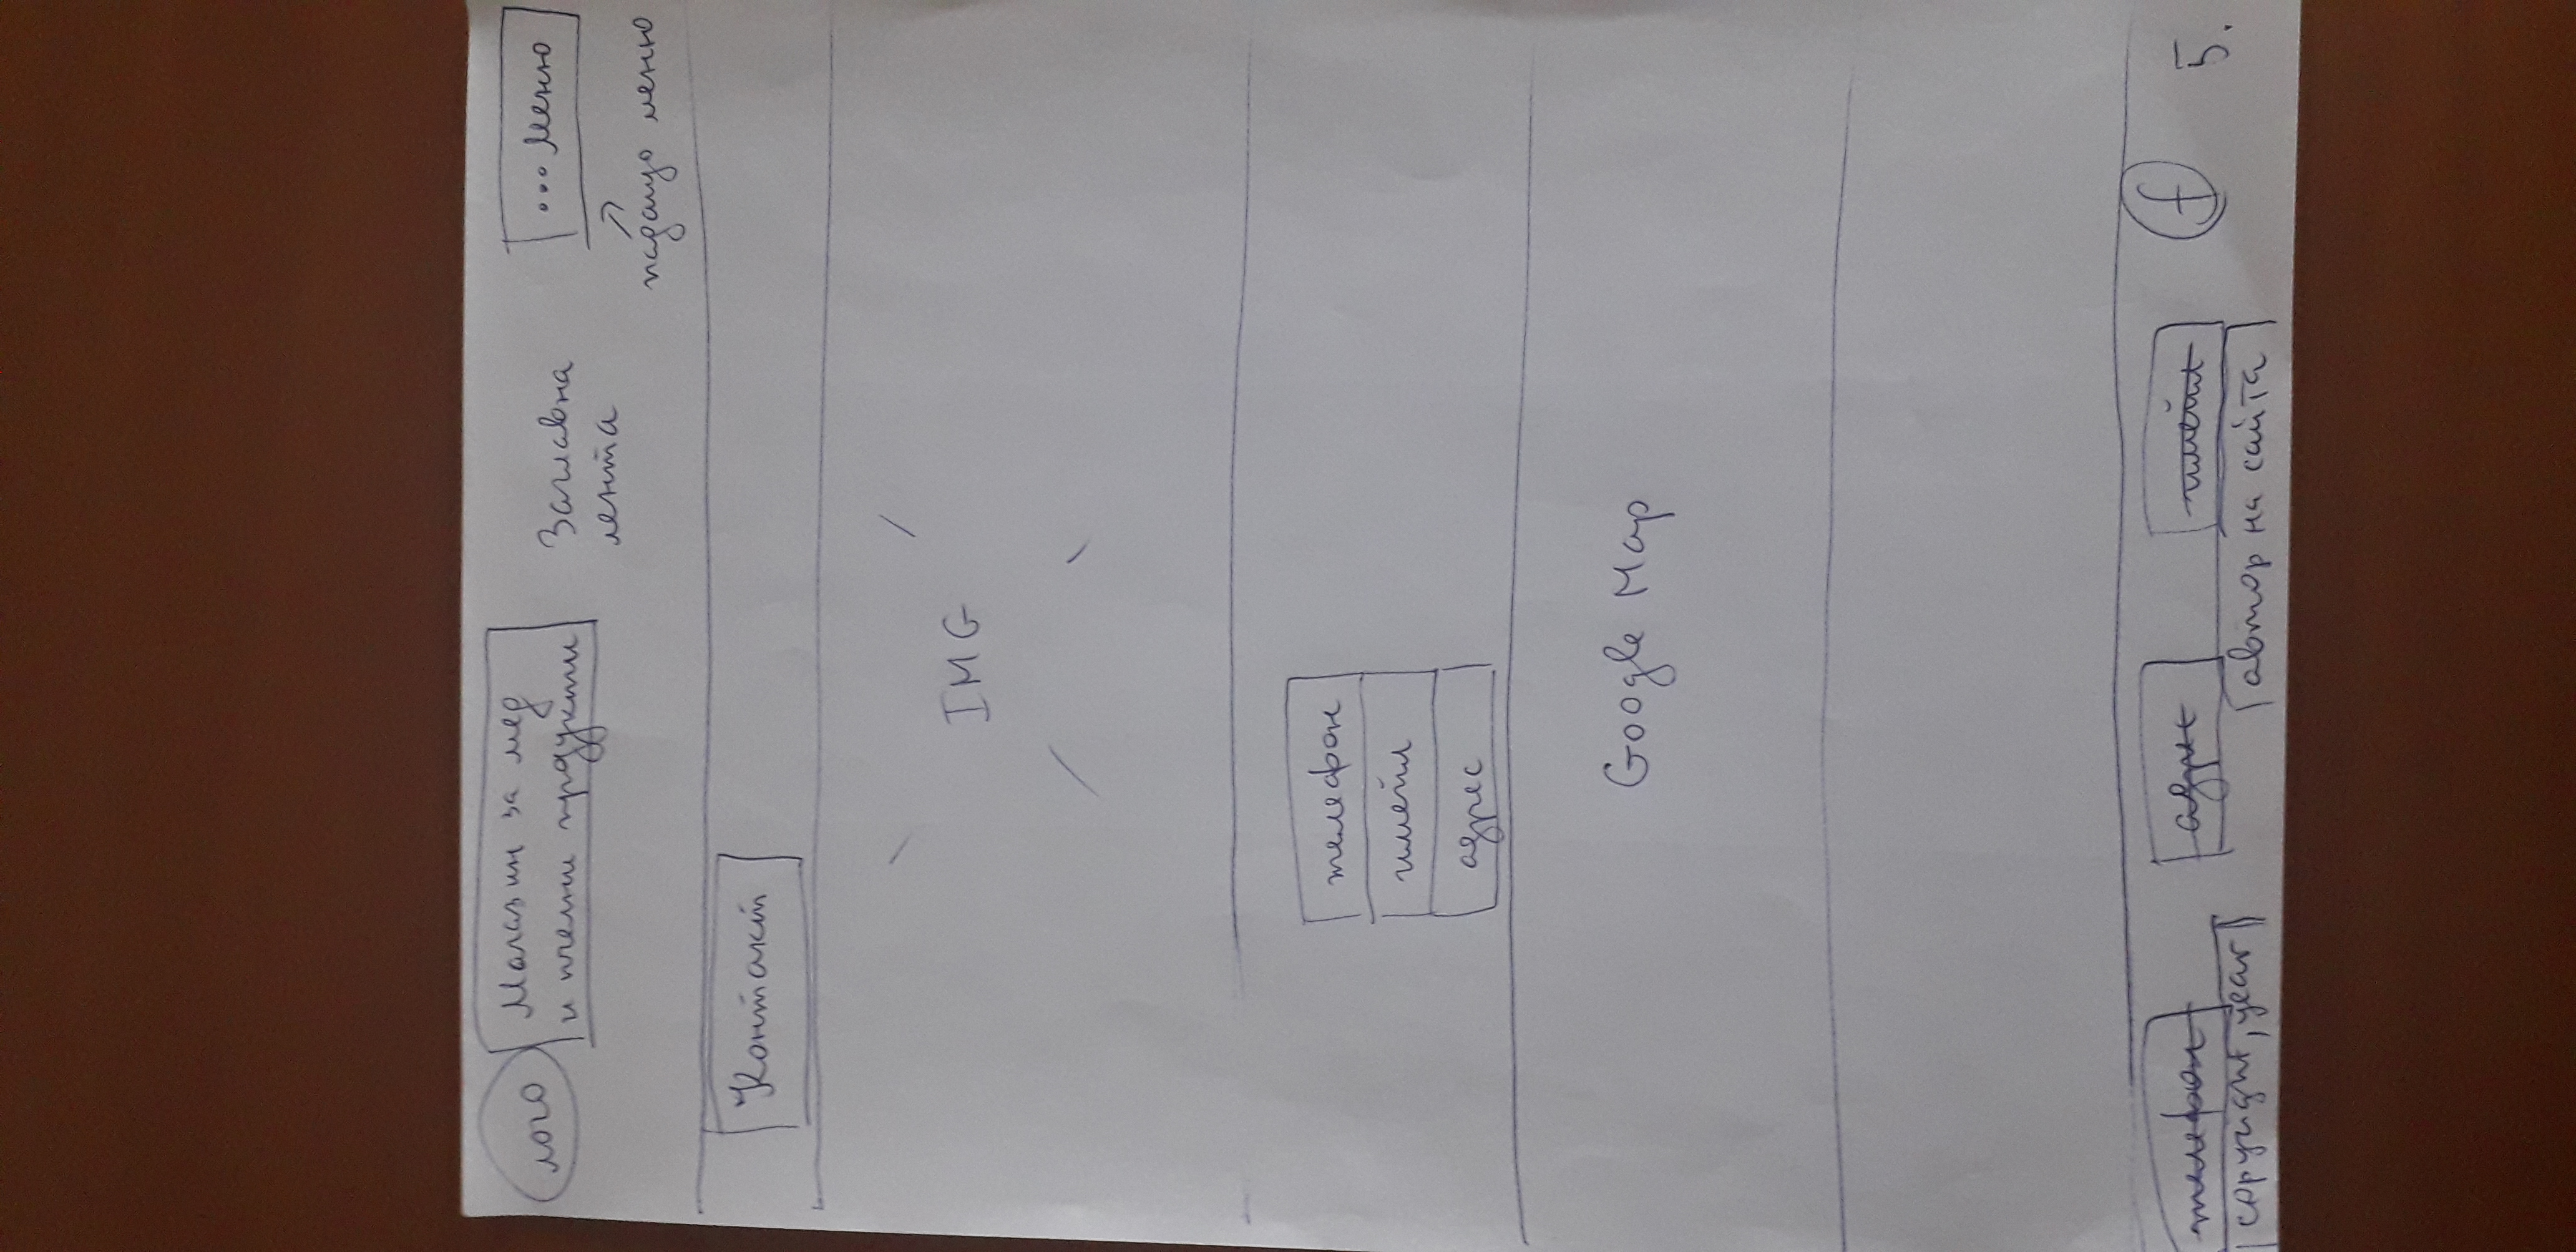 лого
Магазин за мед
и пчелни продукти
Заглавна
лента
... Меню
падащо меню
Контакт
IMG
телефон
имейл
адрес
Google Map
телефон
адрес
имейл
f
5.
copyright, year
автор на сайта